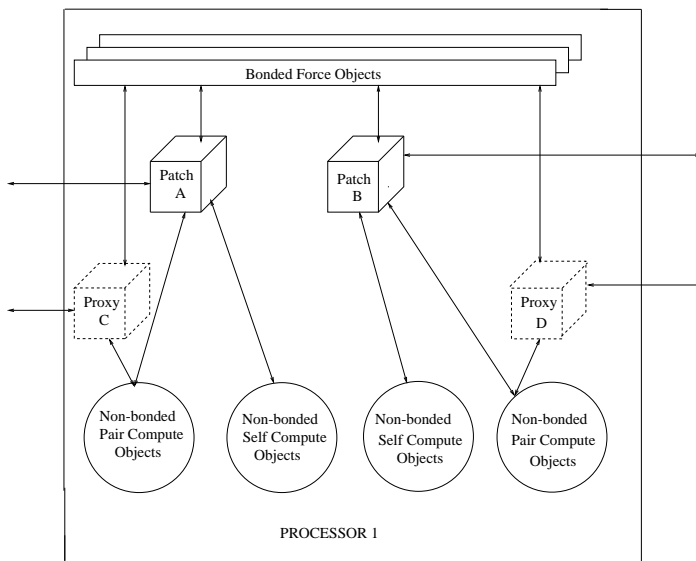 Bonded Force Objects
Patch
A
Patch
B
Proxy
C
Proxy
D
Non-bonded
Pair Compute
Objects
Non-bonded
Self Compute
Objects
Non-bonded
Self Compute
Objects
Non-bonded
Pair Compute
Objects
PROCESSOR 1